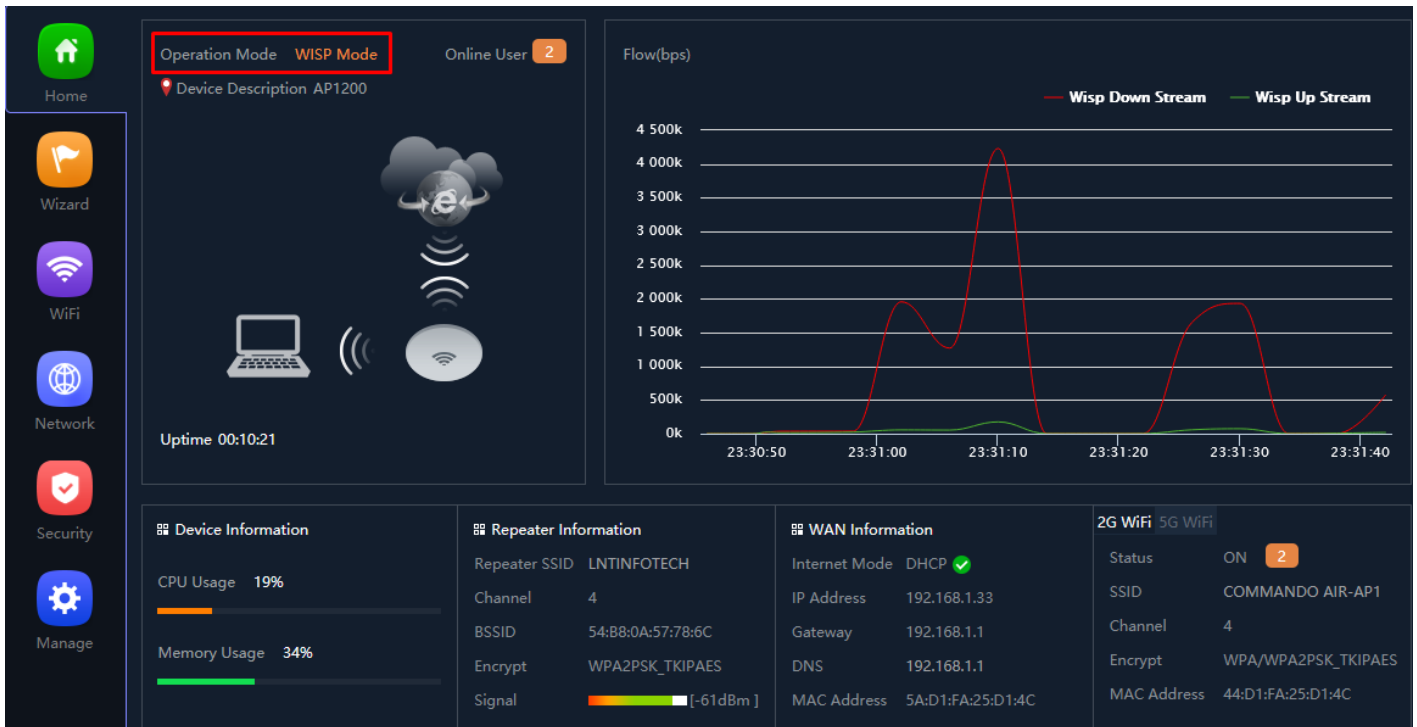 Home
Wizard
WiFi
Network
Security
Manage
Operation Mode WISP Mode
Online User 2
Device Description AP1200
Uptime 00:10:21
Flow(bps)
Wisp Down Stream Wisp Up Stream
4 500k
4 000k
3 500k
3 000k
2 500k
2 000k
1 500k
1 000k
500k
0k
23:30:50 23:31:00 23:31:10 23:31:20 23:31:30 23:31:40
Device Information
CPU Usage 19%
Memory Usage 34%
Repeater Information
Repeater SSID LNTINFOTECH
Channel 4
BSSID 54:B8:0A:57:78:6C
Encrypt WPA2PSK_TKIPAES
Signal [-61dBm ]
WAN Information
Internet Mode DHCP
IP Address 192.168.1.33
Gateway 192.168.1.1
DNS 192.168.1.1
MAC Address 5A:D1:FA:25:D1:4C
2G WiFi 5G WiFi
Status ON 2
SSID COMMANDO AIR-AP1
Channel 4
Encrypt WPA/WPA2PSK_TKIPAES
MAC Address 44:D1:FA:25:D1:4C